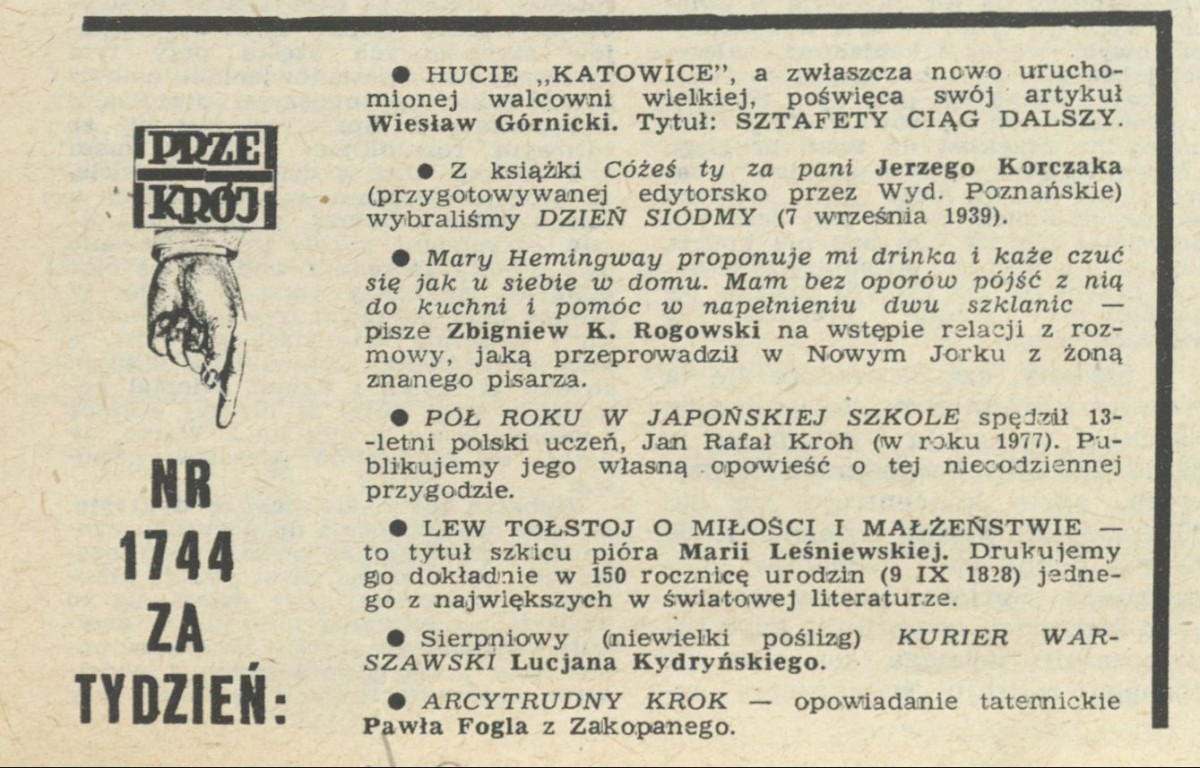 PRZE
KRÓJ
NR
1744
ZA
TYDZIEŃ:
● HUCIE „KATOWICE”, a zwłaszcza nowo urucho-
mionej walcowni wielkiej, poświęca swój artykuł
Wiesław Górnicki. Tytuł: SZTAFETY CIĄG DALSZY.
● Z książki Cóżeś ty za pani Jerzego Korczaka
(przygotowywanej edytorsko przez Wyd. Poznańskie)
wybraliśmy DZIEŃ SIÓDMY (7 września 1939).
● Mary Hemingway proponuje mi drinka i każe czuć
się jak u siebie w domu. Mam bez oporów pójść z nią
do kuchni i pomóc w napełnieniu dwu szklanic —
pisze Zbigniew K. Rogowski na wstępie relacji z roz-
mowy, jaką przeprowadził w Nowym Jorku z żoną
znanego pisarza.
● PÓŁ ROKU W JAPOŃSKIEJ SZKOLE spędził 13-
-letni polski uczeń, Jan Rafał Kroh (w roku 1977). Pu-
blikujemy jego własną opowieść o tej niecodziennej
przygodzie.
● LEW TOŁSTOJ O MIŁOŚCI I MAŁŻEŃSTWIE —
to tytuł szkicu pióra Marii Leśniewskiej. Drukujemy
go dokładnie w 150 rocznicę urodzin (9 IX 1828) jedne-
go z największych w światowej literaturze.
● Sierpniowy (niewielki poślizg) KURIER WAR-
SZAWSKI Lucjana Kydryńskiego.
● ARCYTRUDNY KROK — opowiadanie taternickie
Pawła Fogla z Zakopanego.